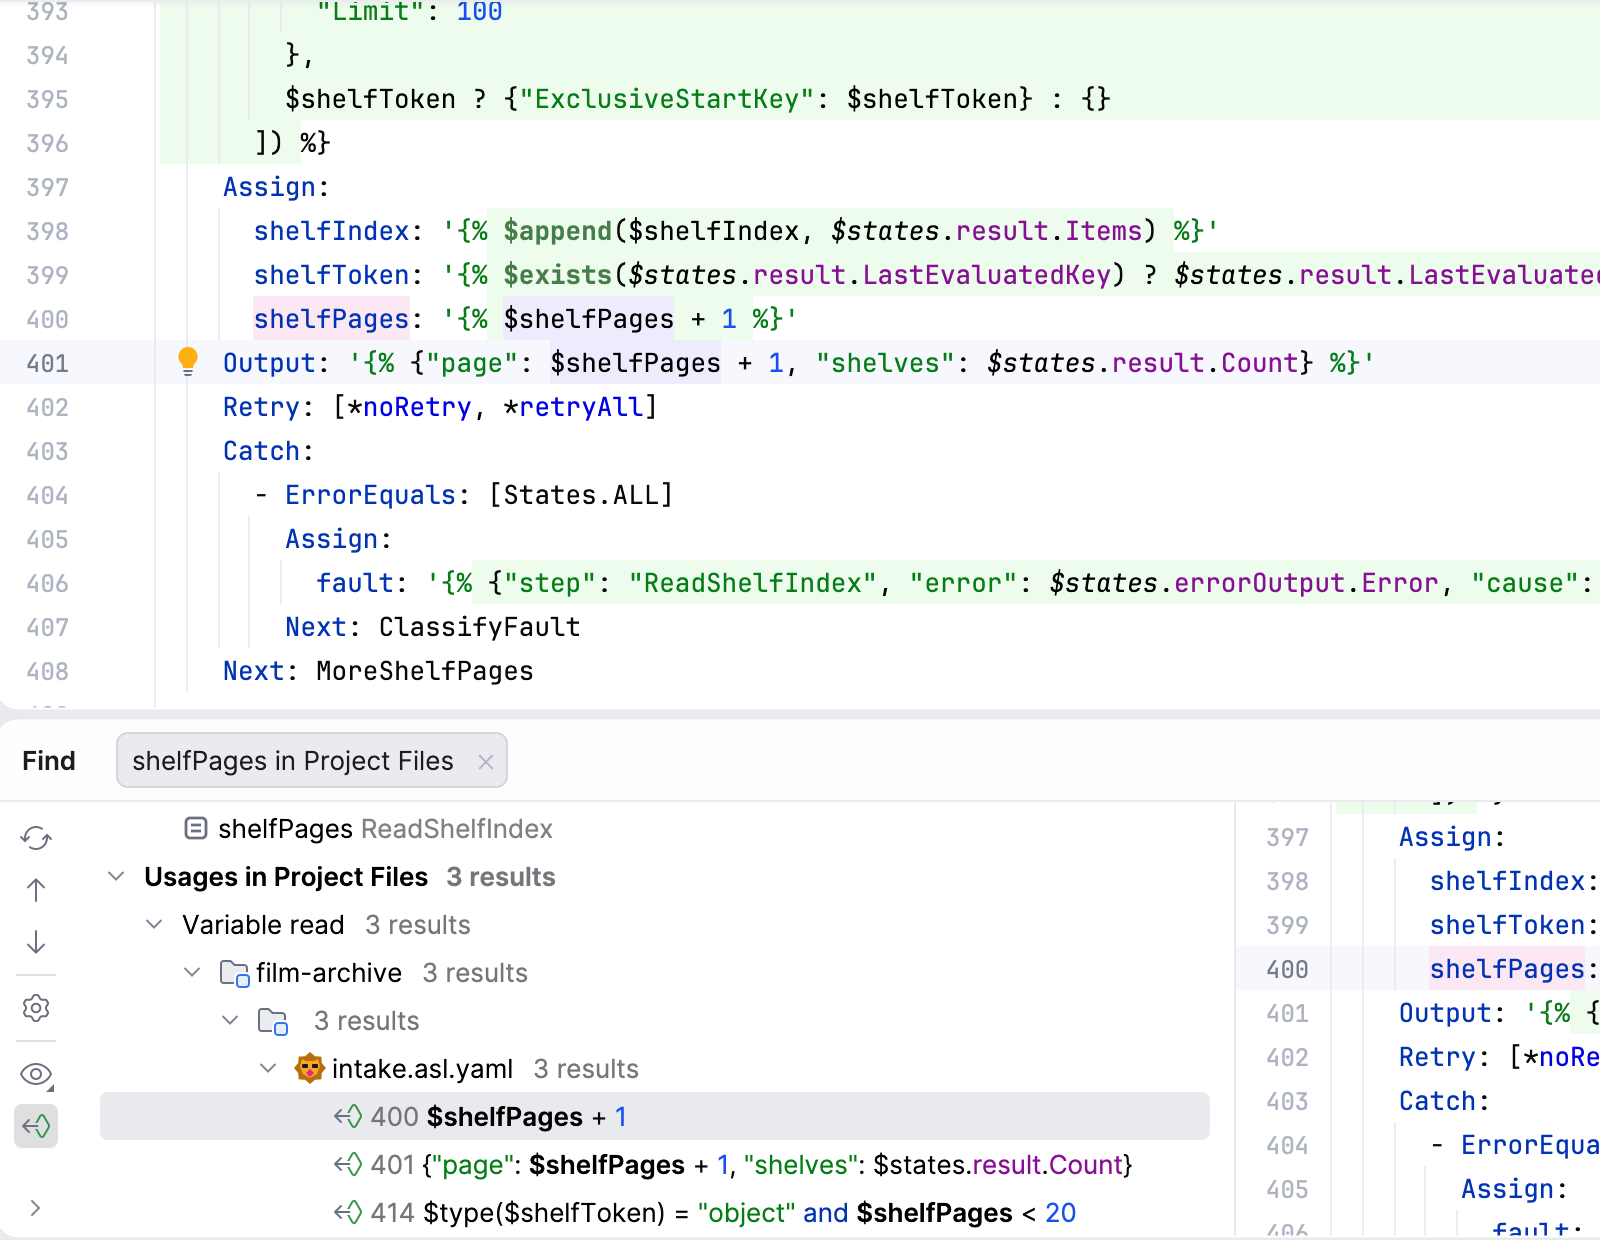 393 "Limit": 100
394 },
395 $shelfToken ? {"ExclusiveStartKey": $shelfToken} : {}
396 ]) %}
397 Assign:
398 shelfIndex: '{% $append($shelfIndex, $states.result.Items) %}'
399 shelfToken: '{% $exists($states.result.LastEvaluatedKey) ? $states.result.LastEvaluated
400 shelfPages: '{% $shelfPages + 1 %}'
401 Output: '{% {"page": $shelfPages + 1, "shelves": $states.result.Count} %}'
402 Retry: [*noRetry, *retryAll]
403 Catch:
404 - ErrorEquals: [States.ALL]
405 Assign:
406 fault: '{% {"step": "ReadShelfIndex", "error": $states.errorOutput.Error, "cause":
407 Next: ClassifyFault
408 Next: MoreShelfPages
Find shelfPages in Project Files
shelfPages ReadShelfIndex
Usages in Project Files 3 results
Variable read 3 results
film-archive 3 results
3 results
intake.asl.yaml 3 results
400 $shelfPages + 1
401 {"page": $shelfPages + 1, "shelves": $states.result.Count}
414 $type($shelfToken) = "object" and $shelfPages < 20
397 Assign:
398 shelfIndex:
399 shelfToken:
400 shelfPages:
401 Output: '{% {
402 Retry: [*noRe
403 Catch:
404 - ErrorEqua
405 Assign:
406 fault: